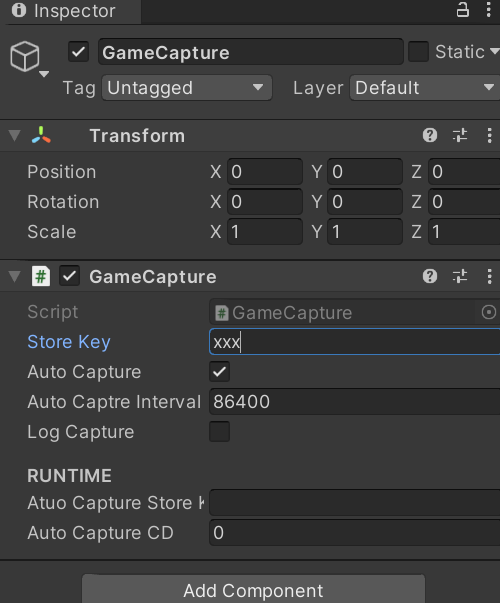 Inspector
GameCapture Static
Tag Untagged Layer Default
Transform
Position X 0 Y 0 Z 0
Rotation X 0 Y 0 Z 0
Scale X 1 Y 1 Z 1
# GameCapture
Script # GameCapture
Store Key xxx
Auto Capture
Auto Captre Interval 86400
Log Capture
RUNTIME
Atuo Capture Store
Auto Capture CD 0
Add Component